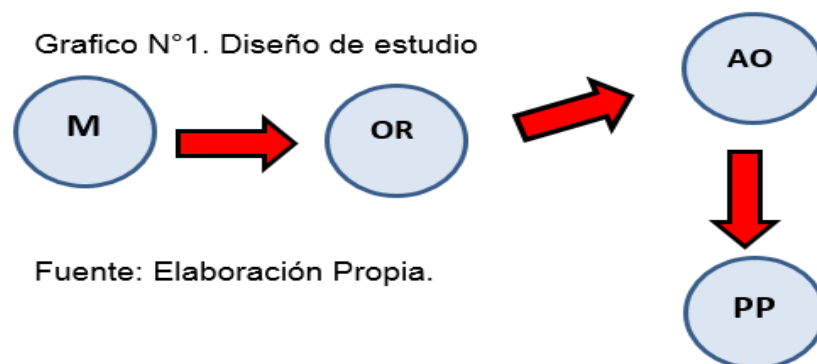 Grafico N°1. Diseño de estudio
M
OR
AO
PP
Fuente: Elaboración Propia.